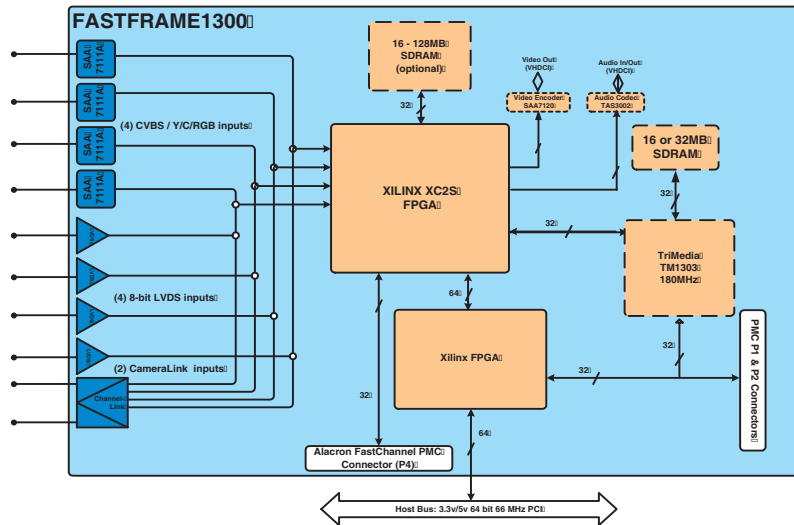 FASTFRAME1300
SAA
7111A
SAA
7111A
SAA
7111A
SAA
7111A
(4) CVBS / Y/C/RGB inputs
(4) 8-bit LVDS inputs
(2) CameraLink inputs
Channel-
Link
16 - 128MB
SDRAM
(optional)
32
Video Out
(VHDCI)
Video Encoder
SAA7120
Audio In/Out
(VHDCI)
Audio Codec
TAS3002
16 or 32MB
SDRAM
32
XILINX XC2S
FPGA
32
TriMedia
TM1303
180MHz
64
Xilinx FPGA
32
32
32
64
PMC P1 & P2 Connectors
Alacron FastChannel PMC
Connector (P4)
Host Bus: 3.3v/5v 64 bit 66 MHz PCI